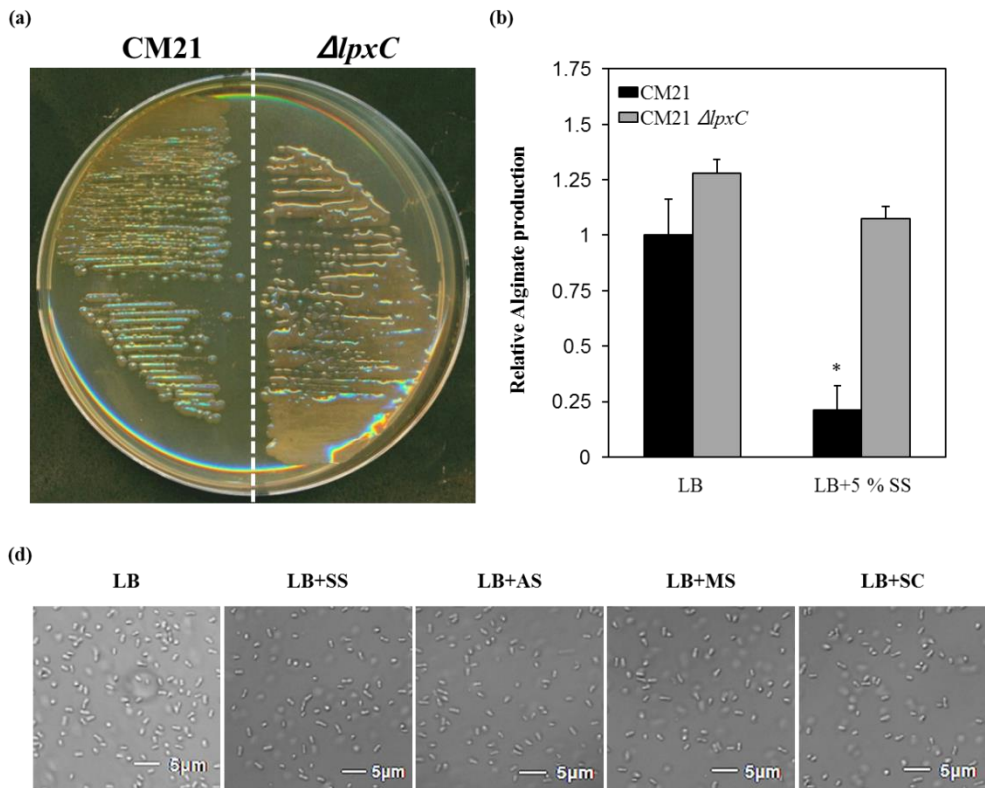 (a)
CM21 ΔlpxC
(b)
Relative Alginate production
1.75
1.5
1.25
1
0.75
0.5
0.25
0
CM21
CM21 ΔlpxC
*
LB
LB+5 % SS
(d)
LB
LB+SS
LB+AS
LB+MS
LB+SC
5μm
5μm
5μm
5μm
5μm